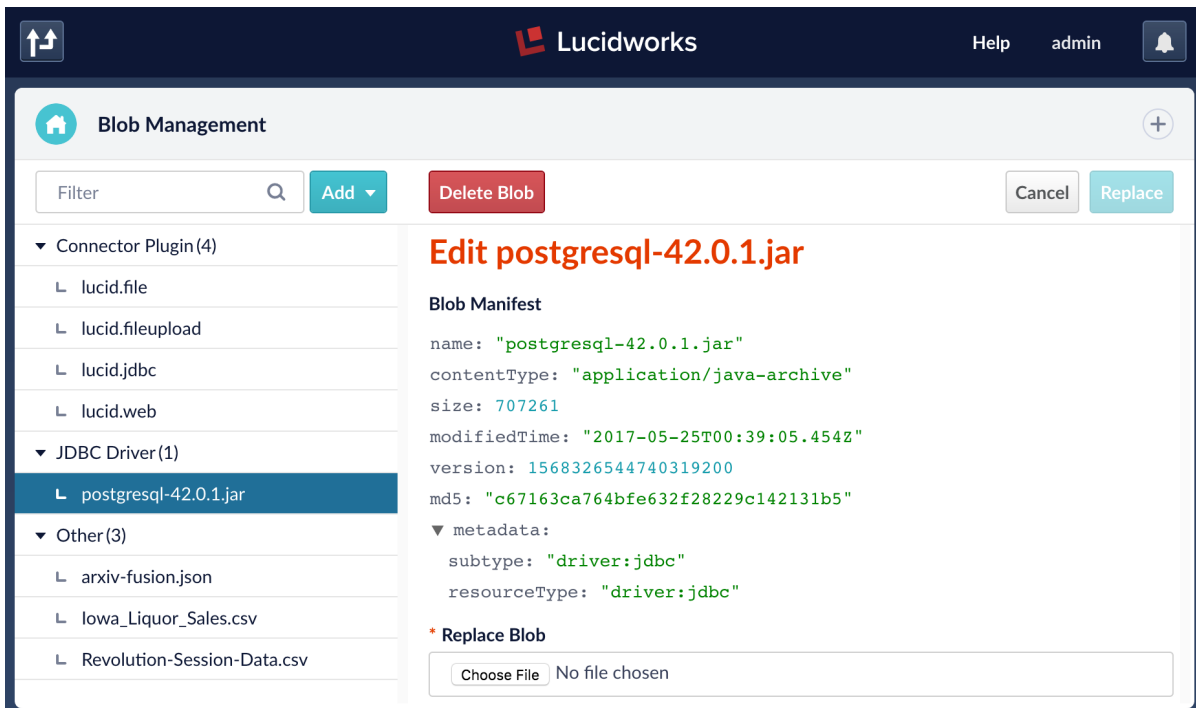 Lucidworks
Help
admin
Blob Management
Filter
Add
Delete Blob
Cancel
Replace
Connector Plugin (4)
lucid.file
lucid.fileupload
lucid.jdbc
lucid.web
JDBC Driver (1)
postgresql-42.0.1.jar
Other (3)
arxiv-fusion.json
Iowa_Liquor_Sales.csv
Revolution-Session-Data.csv
Edit postgresql-42.0.1.jar
Blob Manifest
name: "postgresql-42.0.1.jar"
contentType: "application/java-archive"
size: 707261
modifiedTime: "2017-05-25T00:39:05.454Z"
version: 1568326544740319200
md5: "c67163ca764bfe632f28229c142131b5"
metadata:
subtype: "driver:jdbc"
resourceType: "driver:jdbc"
* Replace Blob
Choose File No file chosen